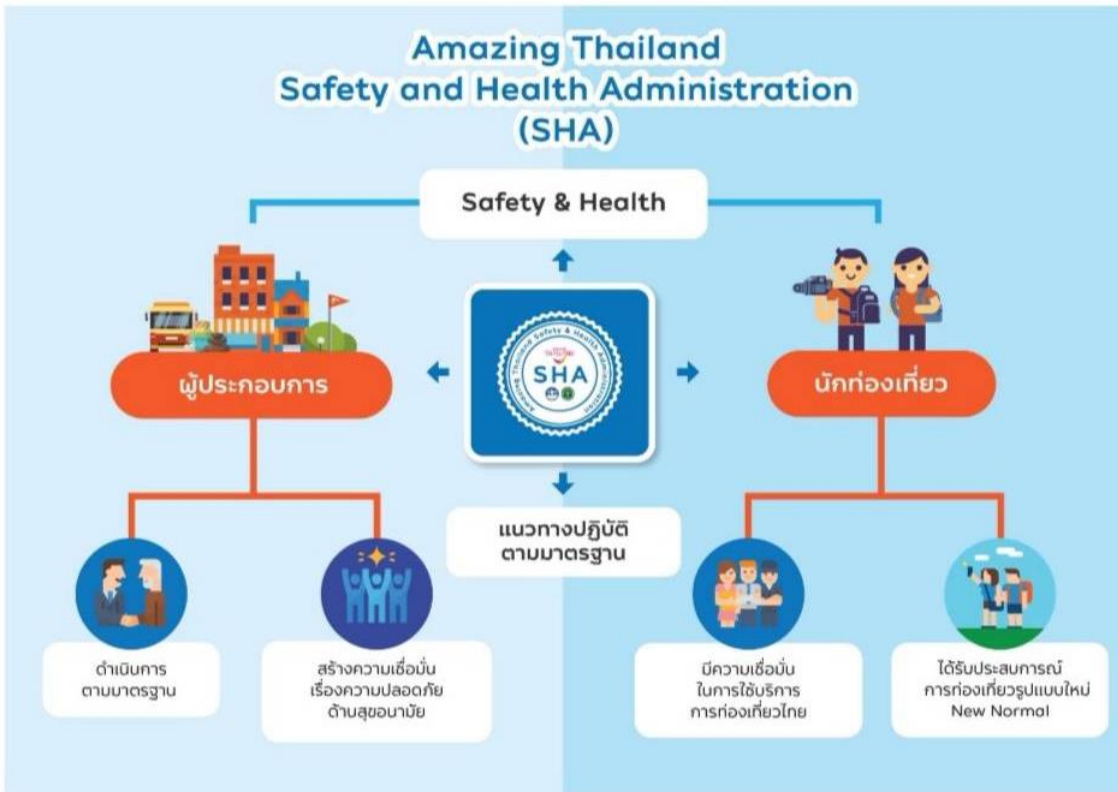 Amazing Thailand
Safety and Health Administration
(SHA)
Safety & Health
ผู้ประกอบการ
Amazing Thailand Safety & Health Administration
SHA
นักท่องเที่ยว
แนวทางปฏิบัติ
ตามมาตรฐาน
ดำเนินการ
ตามมาตรฐาน
สร้างความเชื่อมั่น
เรื่องความปลอดภัย
ด้านสุขอนามัย
มีความเชื่อมั่น
ในการใช้บริการ
การท่องเที่ยวไทย
ได้รับประสบการณ์
การท่องเที่ยวรูปแบบใหม่
New Normal